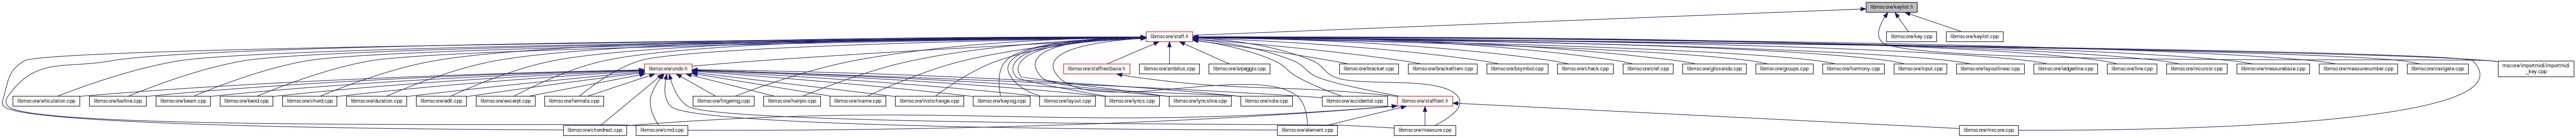 libmscore/keylist.h
libmscore/staff.h
libmscore/key.cpp
libmscore/keylist.cpp
libmscore/undo.h
libmscore/stafftextbase.h
libmscore/ambitus.cpp
libmscore/arpeggio.cpp
libmscore/bracket.cpp
libmscore/bracketItem.cpp
libmscore/bsymbol.cpp
libmscore/check.cpp
libmscore/clef.cpp
libmscore/glissando.cpp
libmscore/groups.cpp
libmscore/harmony.cpp
libmscore/input.cpp
libmscore/layoutlinear.cpp
libmscore/ledgerline.cpp
libmscore/line.cpp
libmscore/mcursor.cpp
libmscore/measurebase.cpp
libmscore/measurenumber.cpp
libmscore/navigate.cpp
mscore/importmidi/importmidi
_key.cpp
libmscore/articulation.cpp
libmscore/barline.cpp
libmscore/beam.cpp
libmscore/bend.cpp
libmscore/chord.cpp
libmscore/duration.cpp
libmscore/edit.cpp
libmscore/excerpt.cpp
libmscore/fermata.cpp
libmscore/fingering.cpp
libmscore/hairpin.cpp
libmscore/iname.cpp
libmscore/instrchange.cpp
libmscore/keysig.cpp
libmscore/layout.cpp
libmscore/lyrics.cpp
libmscore/lyricsline.cpp
libmscore/note.cpp
libmscore/accidental.cpp
libmscore/stafftext.h
libmscore/chordrest.cpp
libmscore/cmd.cpp
libmscore/element.cpp
libmscore/measure.cpp
libmscore/mscore.cpp